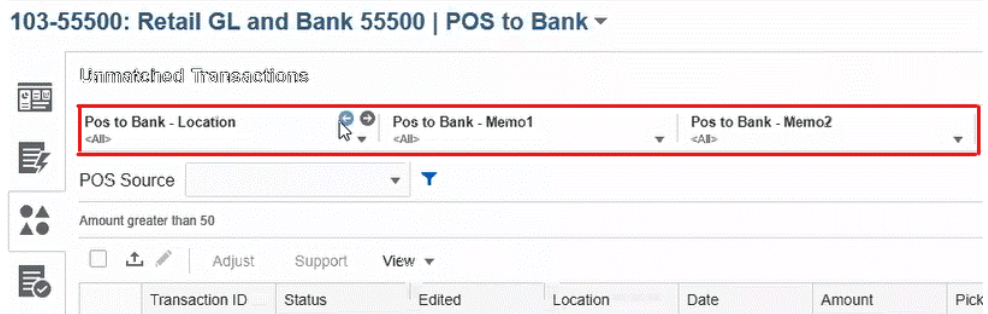 103-55500: Retail GL and Bank 55500 | POS to Bank
Unmatched Transactions
Pos to Bank - Location Pos to Bank - Memo1 Pos to Bank - Memo2
<All> <All> <All>
POS Source
Amount greater than 50
Adjust Support View
Transaction ID Status Edited Location Date Amount Pick